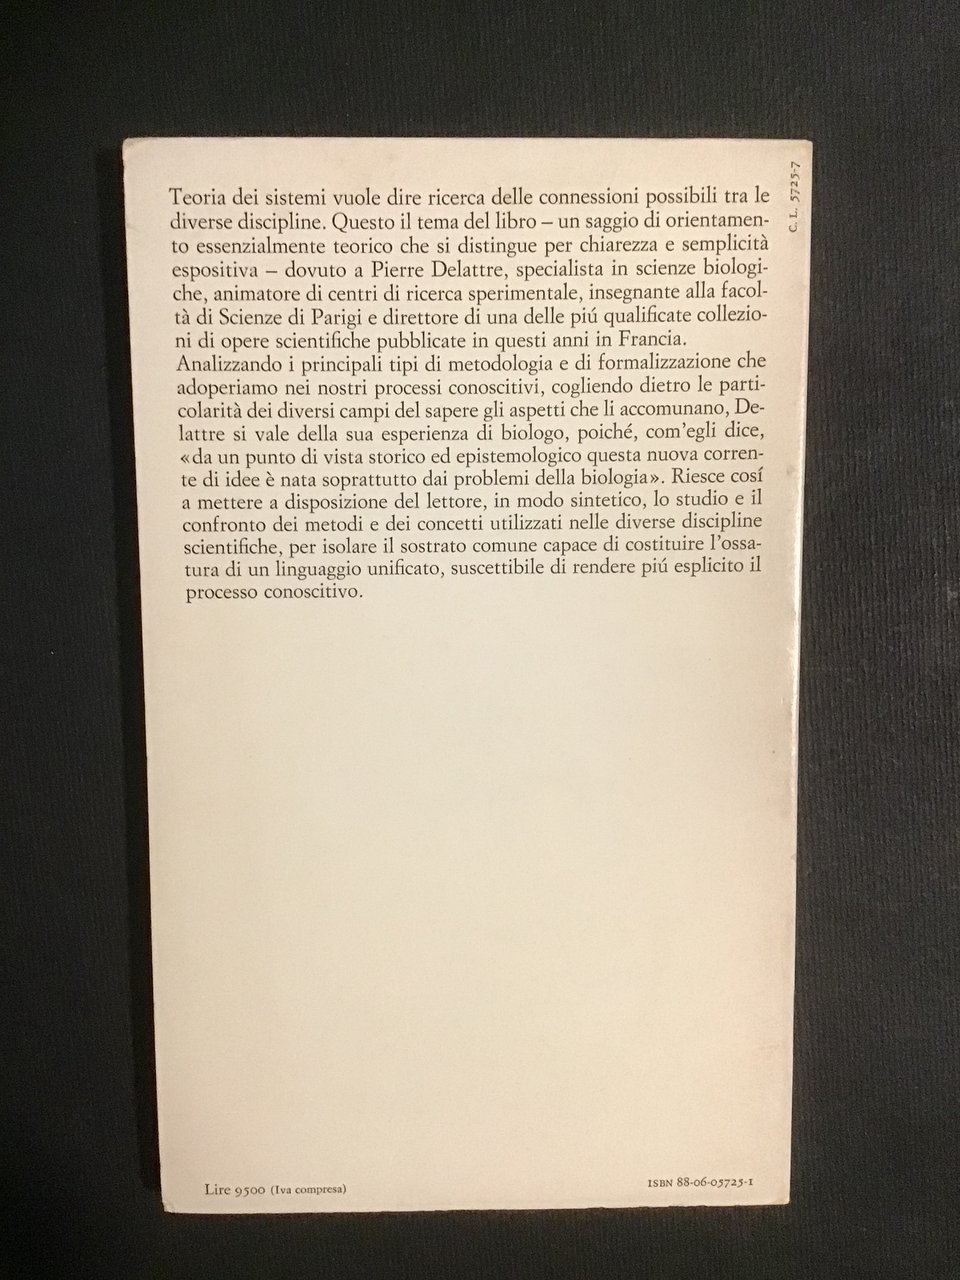 Teoria dei sistemi vuole dire ricerca delle connessioni possibili tra le
diverse discipline. Questo il tema del libro – un saggio di orientamen-
to essenzialmente teorico che si distingue per chiarezza e semplicità
espositiva – dovuto a Pierre Delattre, specialista in scienze biologi-
che, animatore di centri di ricerca sperimentale, insegnante alla facol-
tà di Scienze di Parigi e direttore di una delle piú qualificate collezio-
ni di opere scientifiche pubblicate in questi anni in Francia.
Analizzando i principali tipi di metodologia e di formalizzazione che
adoperiamo nei nostri processi conoscitivi, cogliendo dietro le parti-
colarità dei diversi campi del sapere gli aspetti che li accomunano, De-
lattre si vale della sua esperienza di biologo, poiché, com'egli dice,
«da un punto di vista storico ed epistemologico questa nuova corren-
te di idee è nata soprattutto dai problemi della biologia». Riesce cosí
a mettere a disposizione del lettore, in modo sintetico, lo studio e il
confronto dei metodi e dei concetti utilizzati nelle diverse discipline
scientifiche, per isolare il sostrato comune capace di costituire l'ossa-
tura di un linguaggio unificato, suscettibile di rendere piú esplicito il
processo conoscitivo.
C. L. 5725-7
Lire 9500 (Iva compresa)
ISBN 88-06-05725-1